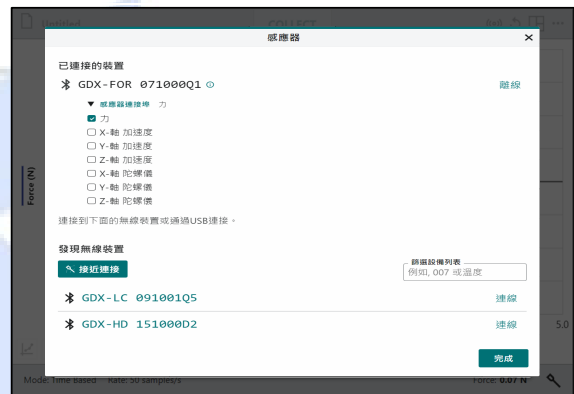 Untitled
COLLECT
感應器
已連接的裝置
GDX-FOR 071000Q1
離線
▼ 感應器連接埠 力
力
X-軸 加速度
Y-軸 加速度
Z-軸 加速度
X-軸 陀螺儀
Y-軸 陀螺儀
Z-軸 陀螺儀
連接到下面的無線裝置或通過USB連接。
發現無線裝置
篩選設備列表
接近連接
例如, 007 或溫度
GDX-LC 091001Q5
連線
GDX-HD 151000D2
連線
完成
Force (N)
5.0
Mode: Time Based Rate: 50 samples/s
Force: 0.07 N